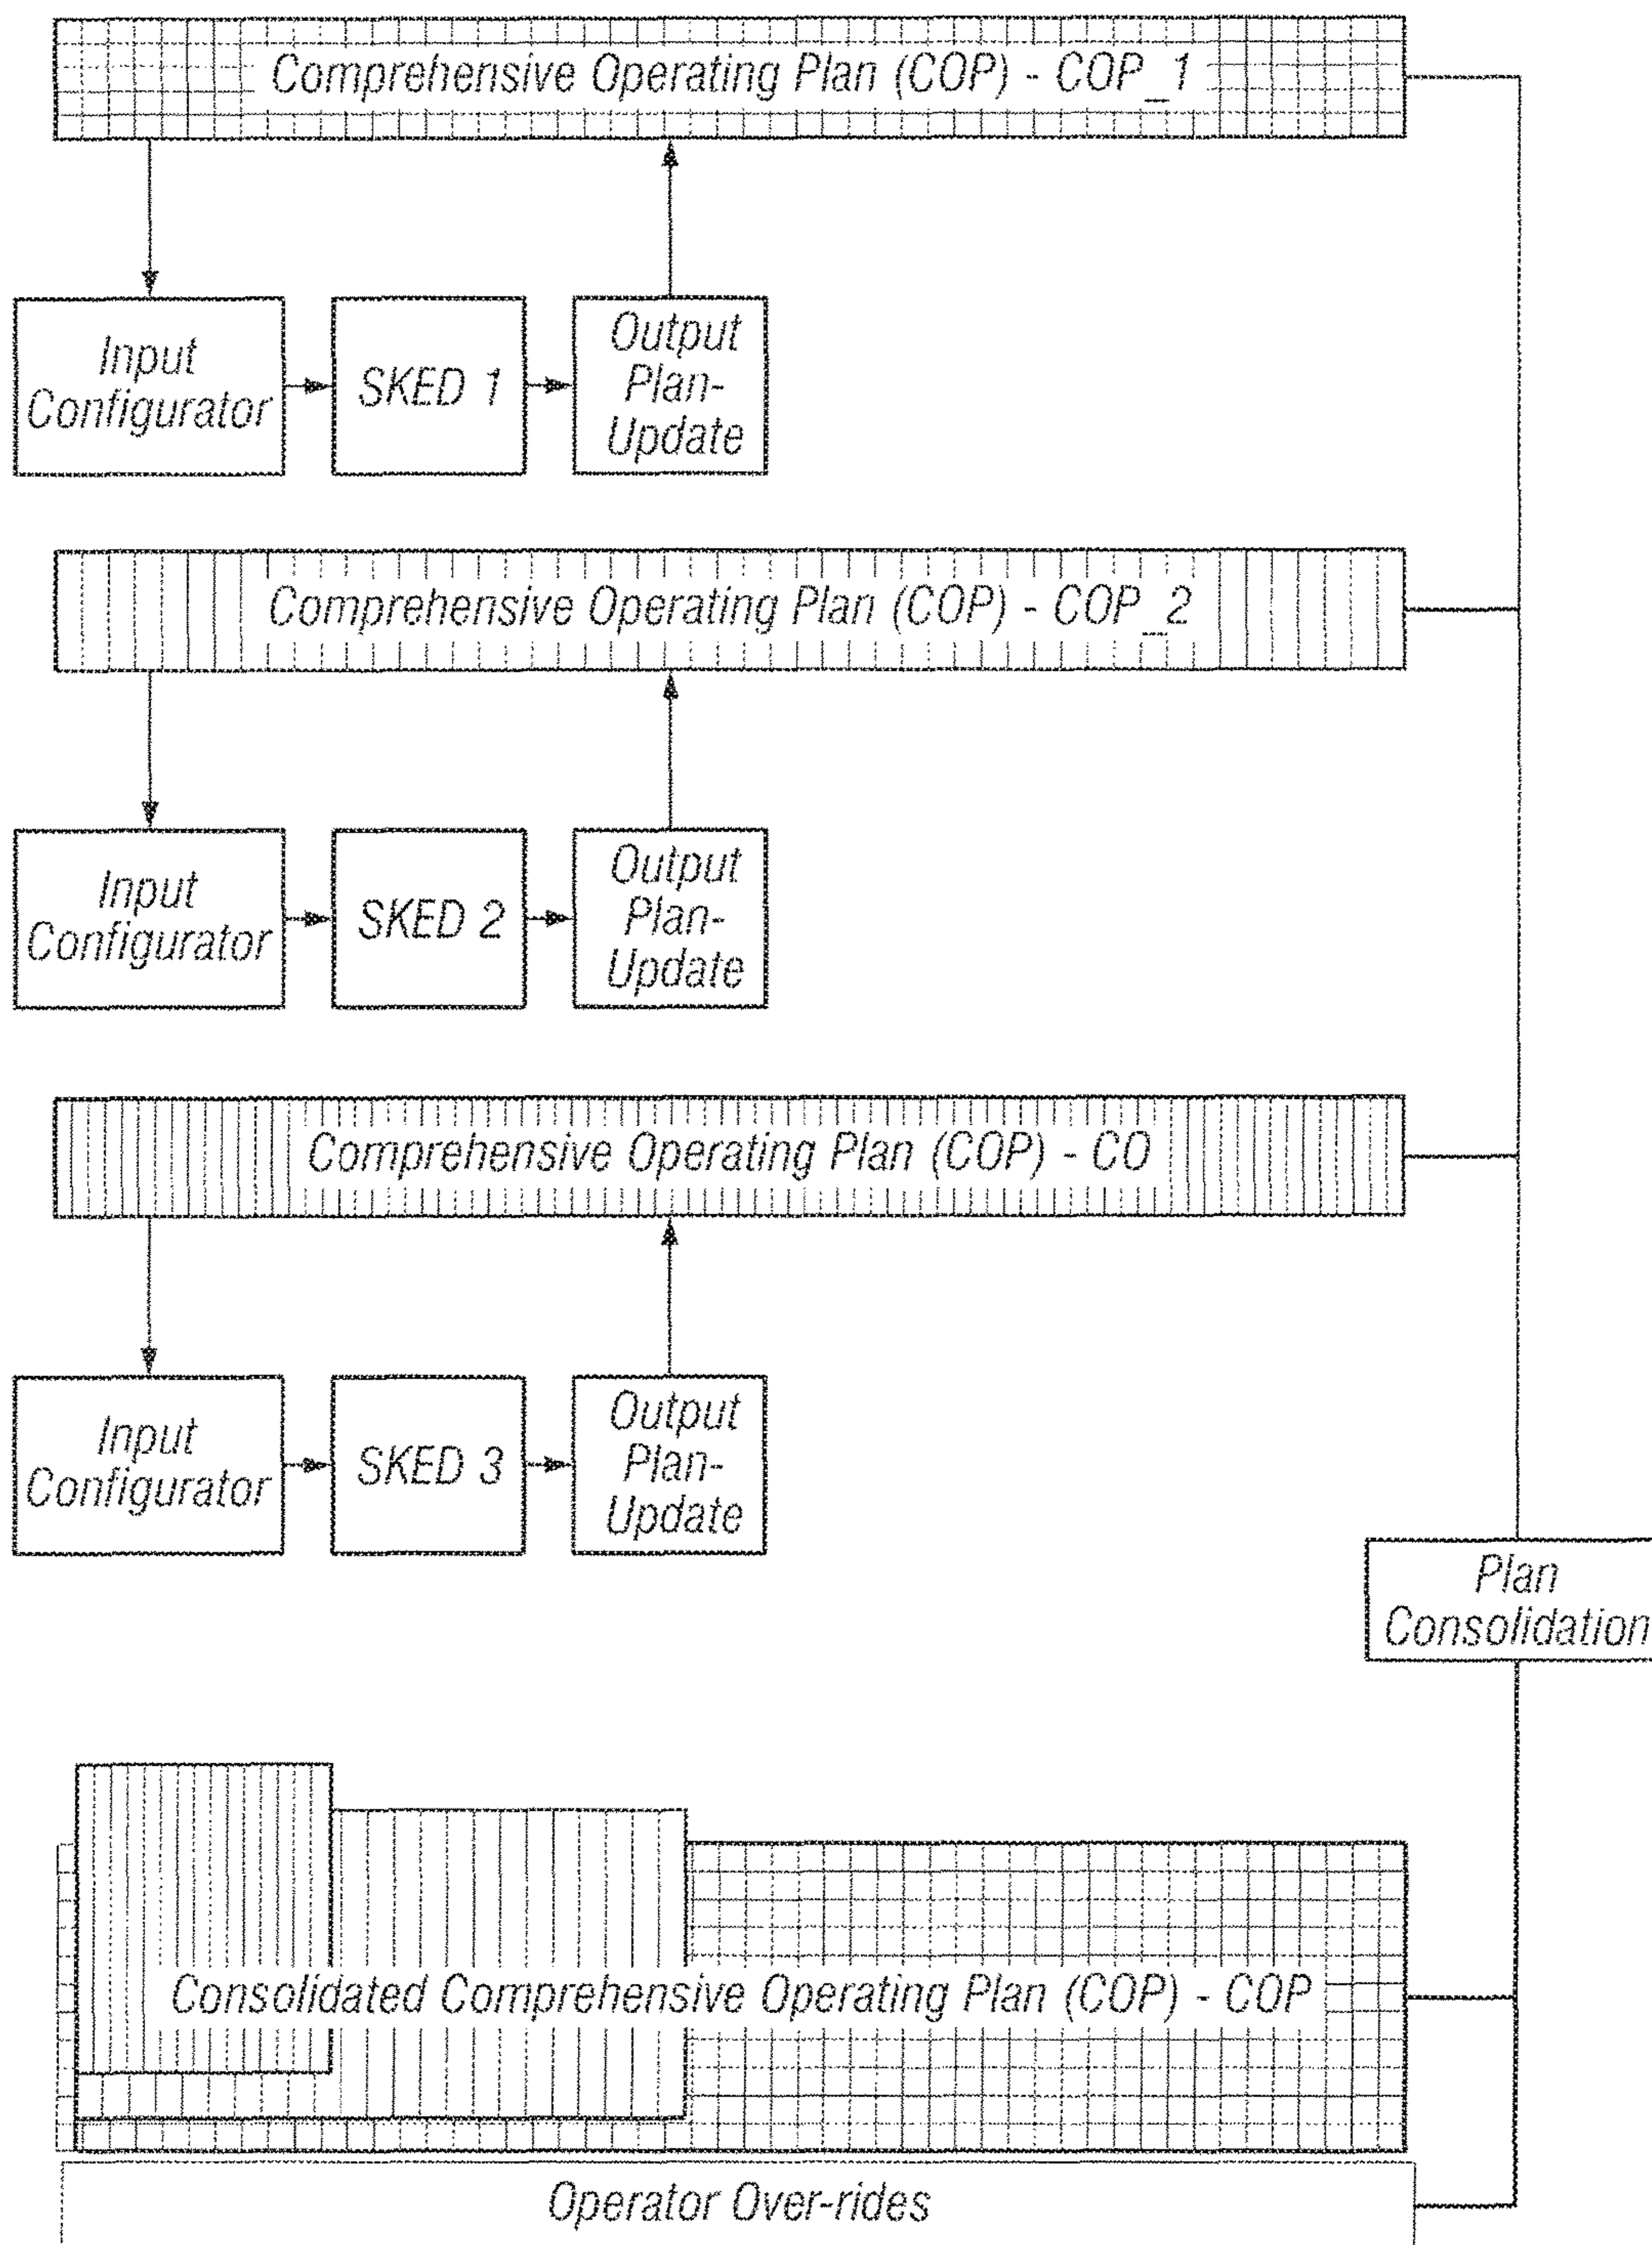 Comprehensive Operating Plan (COP) - COP_1
Input
Configurator
SKED 1
Output
Plan-
Update
Comprehensive Operating Plan (COP) - COP_2
Input
Configurator
SKED 2
Output
Plan-
Update
Comprehensive Operating Plan (COP) - CO
Input
Configurator
SKED 3
Output
Plan-
Update
Plan
Consolidation
Consolidated Comprehensive Operating Plan (COP) - COP
Operator Over-rides